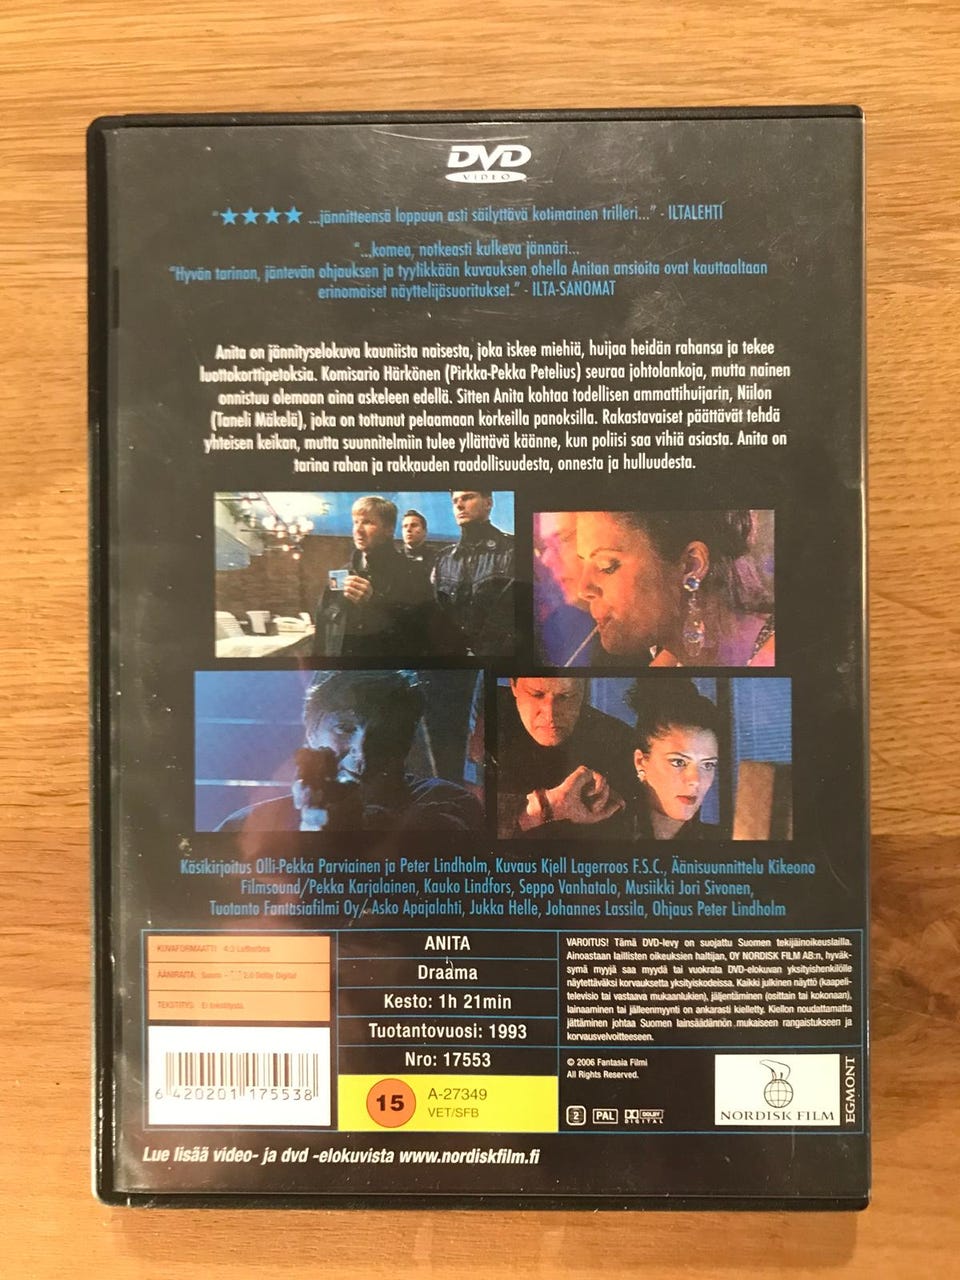 DVD
VIDEO
"★★★★ ...jännitteensä loppuun asti säilyttävä kotimainen trilleri..." - ILTALEHTI
"...komea, notkeasti kulkeva jännäri...
"Hyvän tarinan, jäntevän ohjauksen ja tyylikkään kuvauksen ohella Anitan ansioita ovat kauttaaltaan
erinomaiset näyttelijäsuoritukset." - ILTA-SANOMAT
Anita on jännityselokuva kauniista naisesta, joka iskee miehiä, huijaa heidän rahansa ja tekee
luottokorttipetoksia. Komisario Härkönen (Pirkka-Pekka Petelius) seuraa johtolankoja, mutta nainen
onnistuu olemaan aina askeleen edellä. Sitten Anita kohtaa todellisen ammattihuijarin, Niilon
(Taneli Mäkelä), joka on tottunut pelaamaan korkeilla panoksilla. Rakastavaiset päättävät tehdä
yhteisen keikan, mutta suunnitelmiin tulee yllättävä käänne, kun poliisi saa vihiä asiasta. Anita on
tarina rahan ja rakkauden raadollisuudesta, onnesta ja hulluudesta.
Käsikirjoitus Olli-Pekka Parviainen ja Peter Lindholm, Kuvaus Kjell Lagerroos F.S.C., Äänisuunnittelu Kikeono
Filmsound/Pekka Karjalainen, Kauko Lindfors, Seppo Vanhatalo, Musiikki Jori Sivonen,
Tuotanto Fantasiafilmi Oy/ Asko Apajalahti, Jukka Helle, Johannes Lassila, Ohjaus Peter Lindholm
KUVAFORMAATTI: 4:3 Letterbox
ÄÄNIRAITA: Suomi - 2.0 Dolby Digital
TEKSTITYS: Ei tekstitystä
6 420201 175538
ANITA
Draama
Kesto: 1h 21min
Tuotantovuosi: 1993
Nro: 17553
15
A-27349
VET/SFB
VAROITUS! Tämä DVD-levy on suojattu Suomen tekijäinoikeuslailla.
Ainoastaan laillisten oikeuksien haltijan, OY NORDISK FILM AB:n, hyväk-
symä myyjä saa myydä tai vuokrata DVD-elokuvan yksityishenkilölle
näytettäväksi korvauksetta yksityiskodeissa. Kaikki julkinen näyttö (kaapeli-
televisio tai vastaava mukaanlukien), jäljentäminen (osittain tai kokonaan),
lainaaminen tai jälleenmyynti on ankarasti kielletty. Kiellon noudattamatta
jättäminen johtaa Suomen lainsäädännön mukaiseen rangaistukseen ja
korvausvelvoitteeseen.
© 2006 Fantasia Filmi
All Rights Reserved.
2
PAL
DOLBY
DIGITAL
NORDISK FILM
EGMONT
Lue lisää video- ja dvd -elokuvista www.nordiskfilm.fi